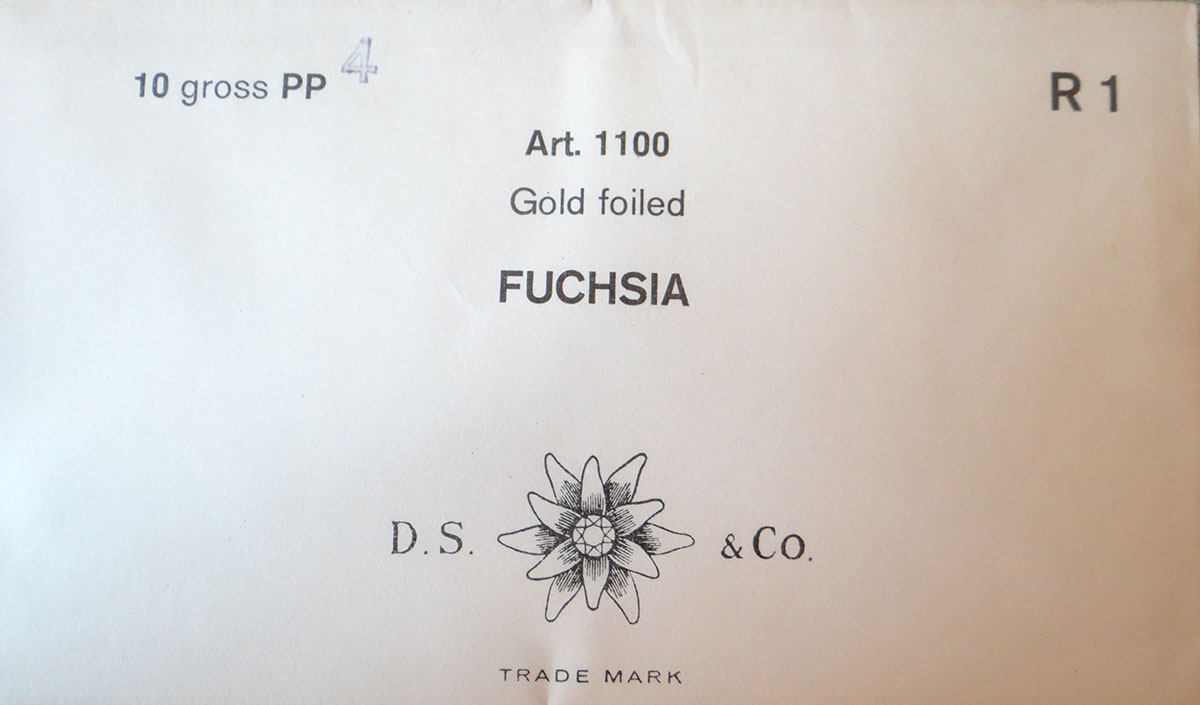 10 gross PP 4
R 1
Art. 1100
Gold foiled
FUCHSIA
D. S. & Co.
TRADE MARK